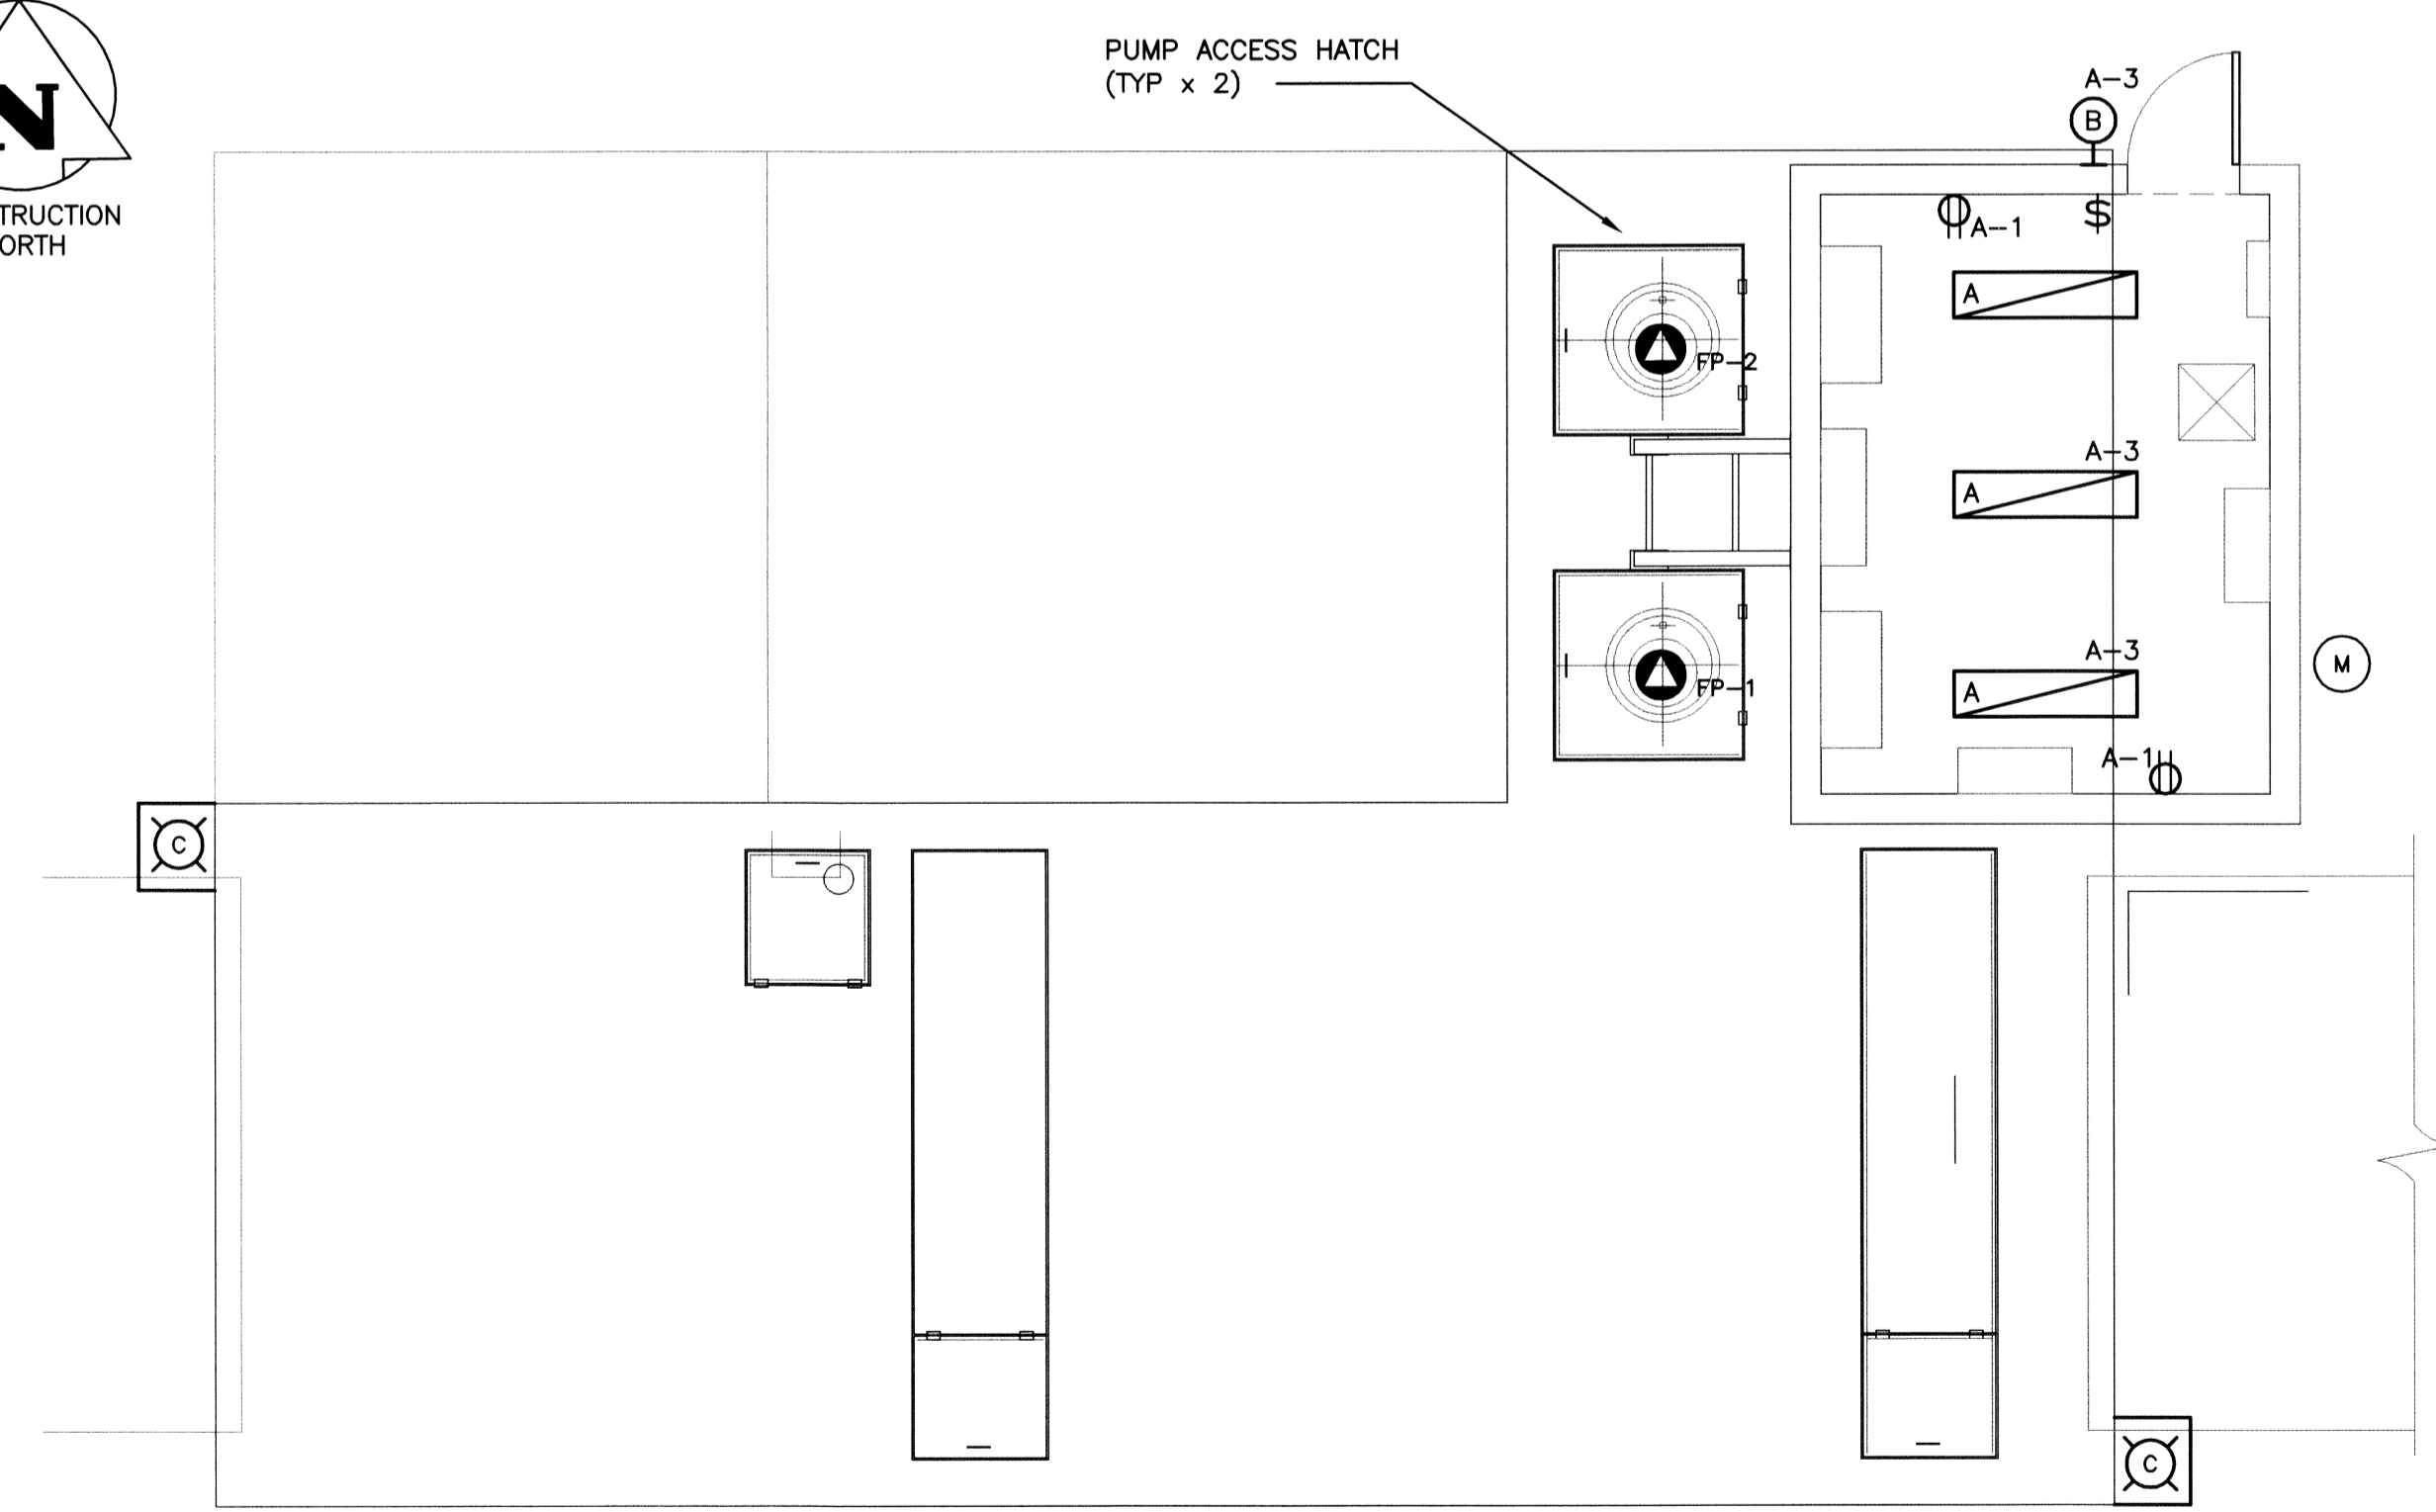 N
TRUCTION
ORTH
PUMP ACCESS HATCH
(TYP x 2)
A-3
B
A-1
$
A
FP-2
A-3
A
A-3
A
FP-1
M
A-1
C
C